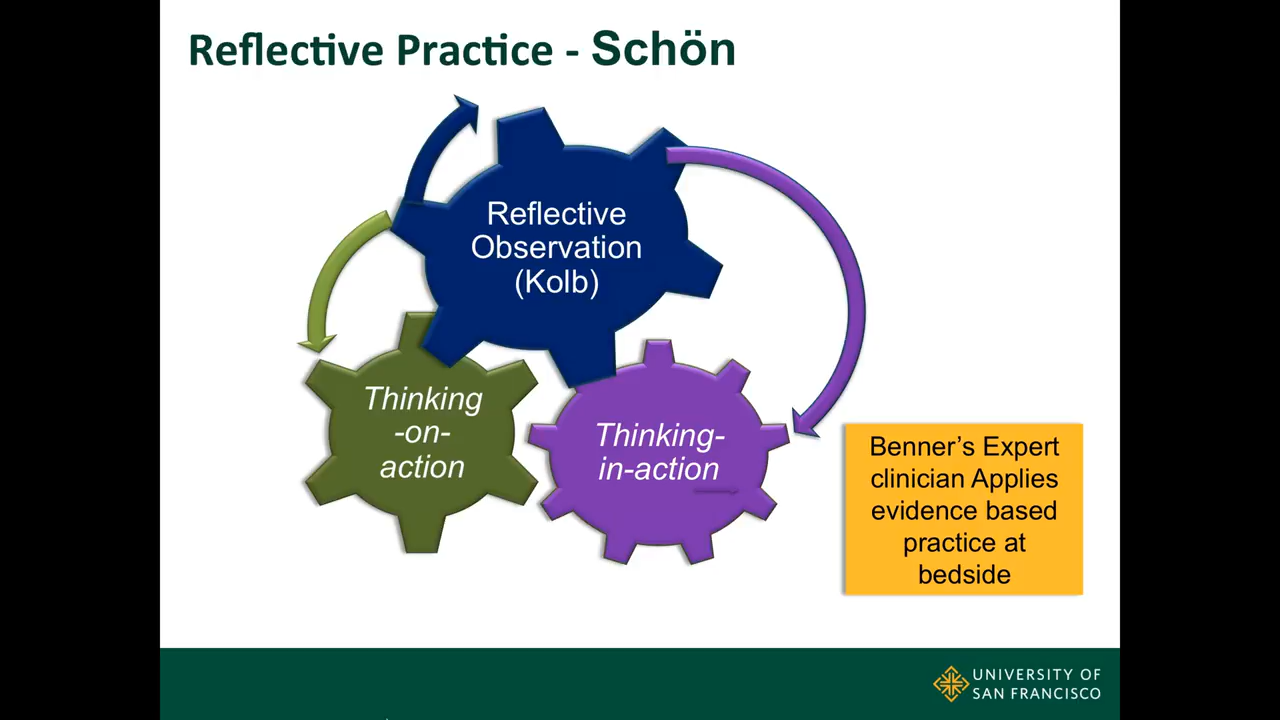 Reflective Practice - Schön
Reflective
Observation
(Kolb)
Thinking
-on-
action
Thinking-
in-action
Benner’s Expert
clinician Applies
evidence based
practice at
bedside
UNIVERSITY OF
SAN FRANCISCO